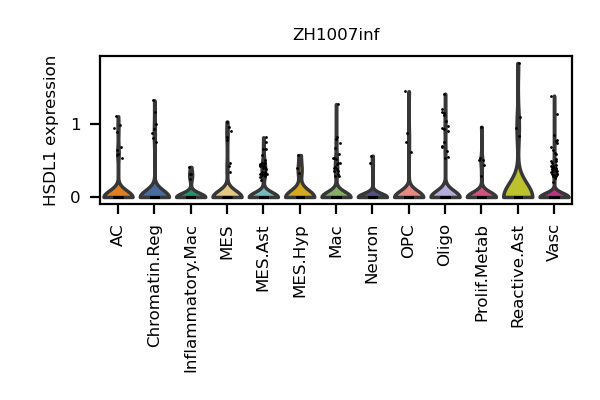 ZH1007inf
HSDL1 expression
1
0
AC
Chromatin.Reg
Inflammatory.Mac
MES
MES.Ast
MES.Hyp
Mac
Neuron
OPC
Oligo
Prolif.Metab
Reactive.Ast
Vasc